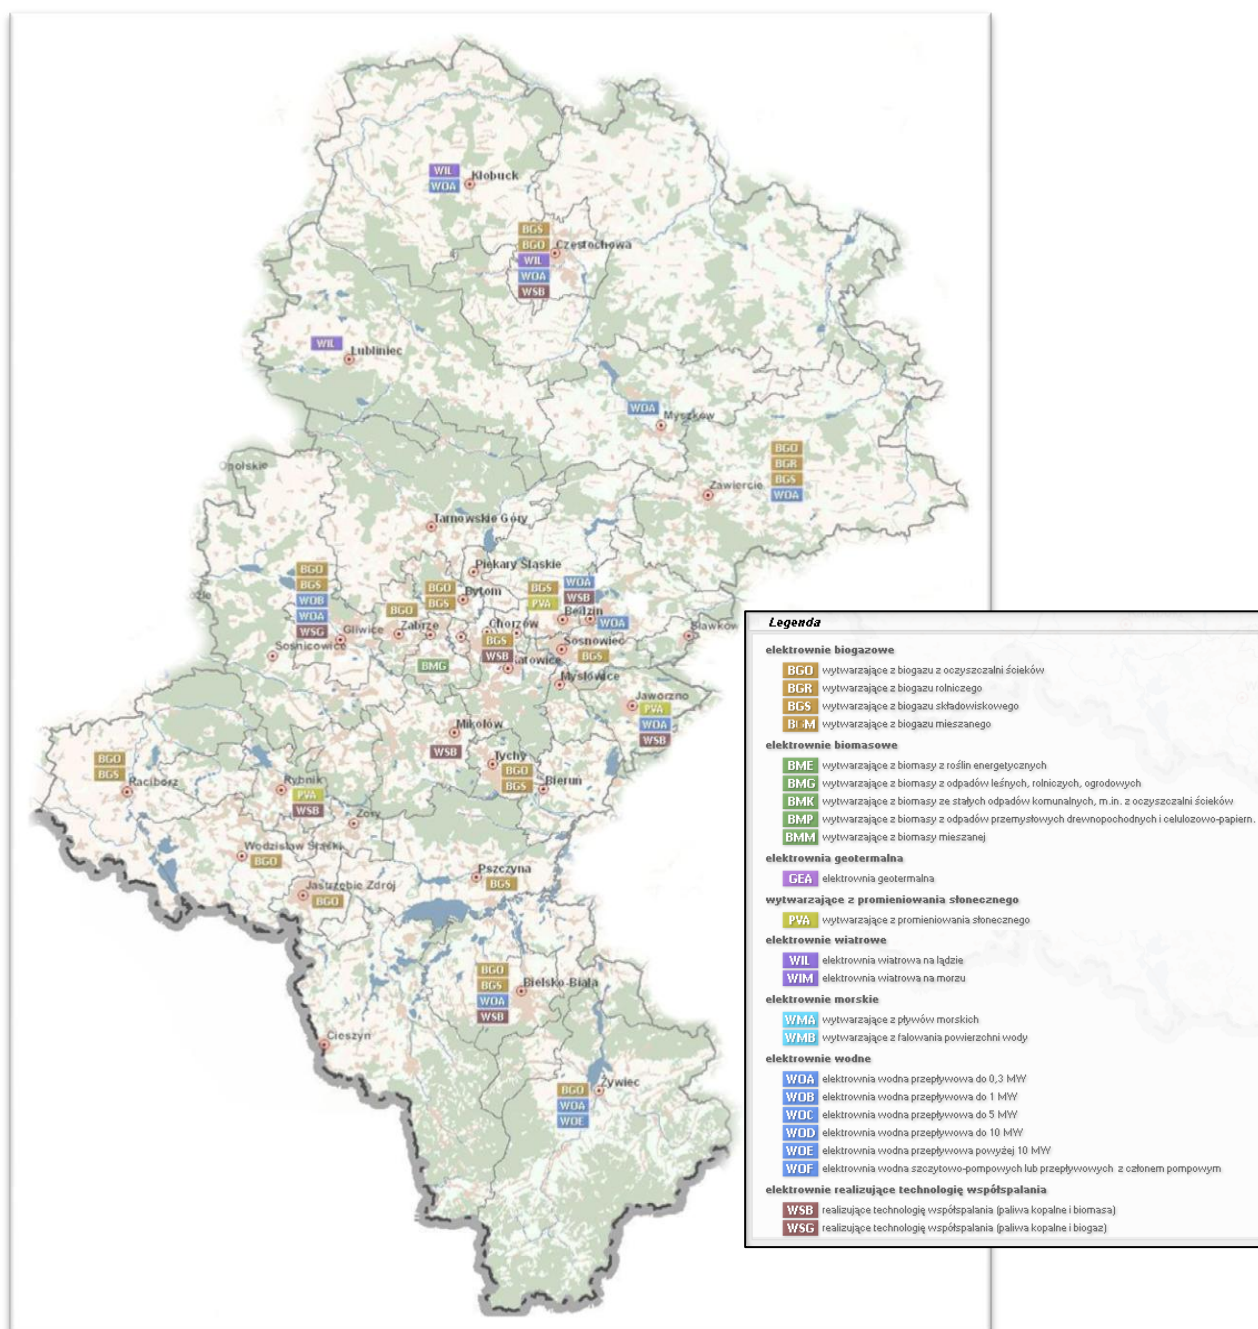 WIL
WOA
Kłobuck
BGS
BGO
Częstochowa
WIL
WOA
WSB
WIL
Lubliniec
WOA
Myszków
BGO
BGR
BGS
WOA
Zawiercie
Opolskie
Tarnowskie Góry
Piekary Śląskie
BGO
BGS
WOB
WOA
WSG
Gliwice
Sośnicowice
BGO
BGS
Bytom
BGO
Zabrze
BGS
WOA
PVA
WSB
Będzin
WOA
Chorzów
BGS
WSB
Katowice
Sosnowiec
BGS
Sławków
BMG
Mysłowice
Jaworzno
PVA
WOA
WSB
Mikołów
WSB
Tychy
BGO
BGS
Bieruń
BGO
BGS
Racibórz
Rybnik
PVA
WSB
Żory
Wodzisław Śląski
BGO
Jastrzębie Zdrój
BGO
Pszczyna
BGS
BGO
BGS
WOA
WSB
Bielsko-Biała
Cieszyn
Żywiec
BGO
WOA
WOE
Legenda
elektrownie biogazowe
BGO wytwarzające z biogazu z oczyszczalni ścieków
BGR wytwarzające z biogazu rolniczego
BGS wytwarzające z biogazu składowiskowego
BGM wytwarzające z biogazu mieszanego
elektrownie biomasowe
BME wytwarzające z biomasy z roślin energetycznych
BMG wytwarzające z biomasy z odpadów leśnych, rolniczych, ogrodowych
BMK wytwarzające z biomasy ze stałych odpadów komunalnych, m.in. z oczyszczalni ścieków
BMP wytwarzające z biomasy z odpadów przemysłowych drewnopochodnych i celulozowo-papiern.
BMM wytwarzające z biomasy mieszanej
elektrownia geotermalna
GEA elektrownia geotermalna
wytwarzające z promieniowania słonecznego
PVA wytwarzające z promieniowania słonecznego
elektrownie wiatrowe
WIL elektrownia wiatrowa na lądzie
WIM elektrownia wiatrowa na morzu
elektrownie morskie
WMA wytwarzające z pływów morskich
WMB wytwarzające z falowania powierzchni wody
elektrownie wodne
WOA elektrownia wodna przepływowa do 0,3 MW
WOB elektrownia wodna przepływowa do 1 MW
WOC elektrownia wodna przepływowa do 5 MW
WOD elektrownia wodna przepływowa do 10 MW
WOE elektrownia wodna przepływowa powyżej 10 MW
WOF elektrownia wodna szczytowo-pompowych lub przepływowych z członem pompowym
elektrownie realizujące technologię współspalania
WSB realizujące technologię współspalania (paliwa kopalne i biomasa)
WSG realizujące technologię współspalania (paliwa kopalne i biogaz)